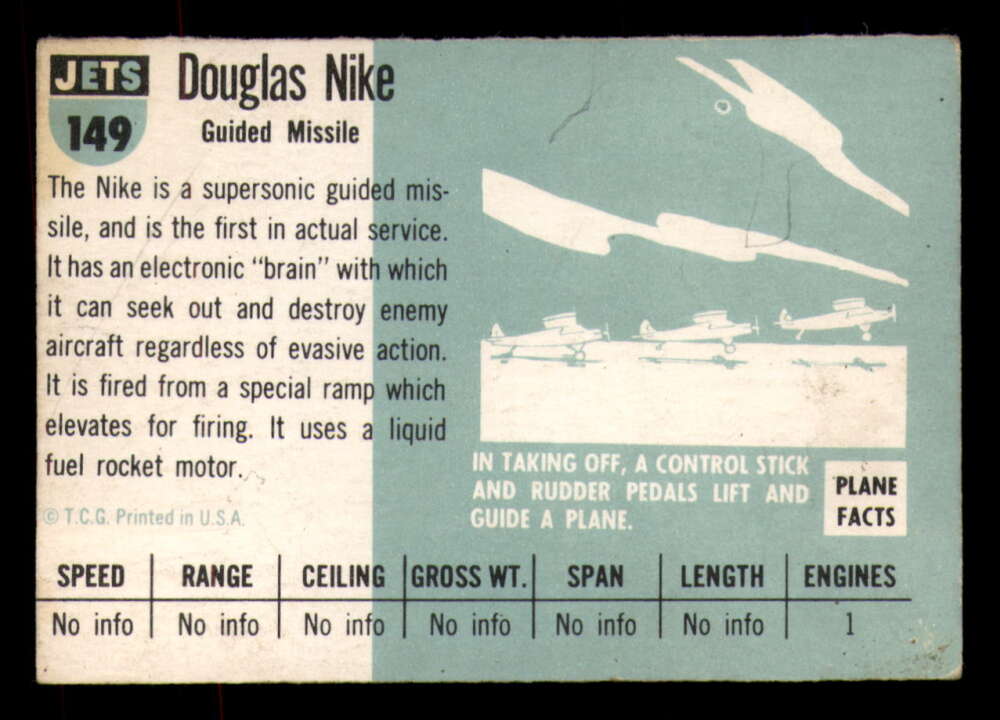 JETS
149
Douglas Nike
Guided Missile
The Nike is a supersonic guided mis-
sile, and is the first in actual service.
It has an electronic "brain" with which
it can seek out and destroy enemy
aircraft regardless of evasive action.
It is fired from a special ramp which
elevates for firing. It uses a liquid
fuel rocket motor.
© T.C.G. Printed in U.S.A.
IN TAKING OFF, A CONTROL STICK
AND RUDDER PEDALS LIFT AND
GUIDE A PLANE.
PLANE
FACTS
SPEED RANGE CEILING GROSS WT. SPAN LENGTH ENGINES
No info No info No info No info No info No info 1